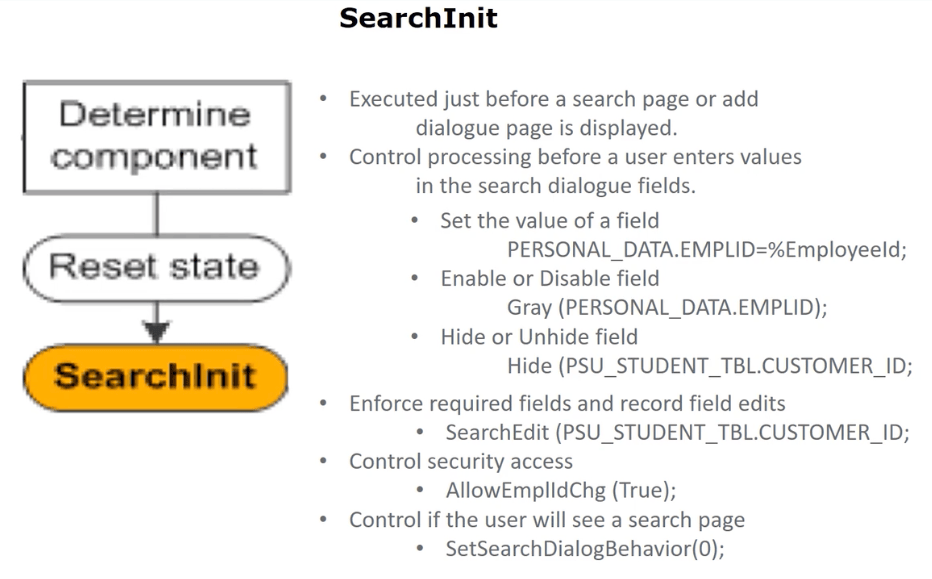 SearchInit
Determine
component
Reset state
SearchInit
• Executed just before a search page or add
dialogue page is displayed.
• Control processing before a user enters values
in the search dialogue fields.
• Set the value of a field
PERSONAL_DATA.EMPLID=%EmployeeId;
• Enable or Disable field
Gray (PERSONAL_DATA.EMPLID);
• Hide or Unhide field
Hide (PSU_STUDENT_TBL.CUSTOMER_ID;
• Enforce required fields and record field edits
• SearchEdit (PSU_STUDENT_TBL.CUSTOMER_ID;
• Control security access
• AllowEmplIdChg (True);
• Control if the user will see a search page
• SetSearchDialogBehavior(0);